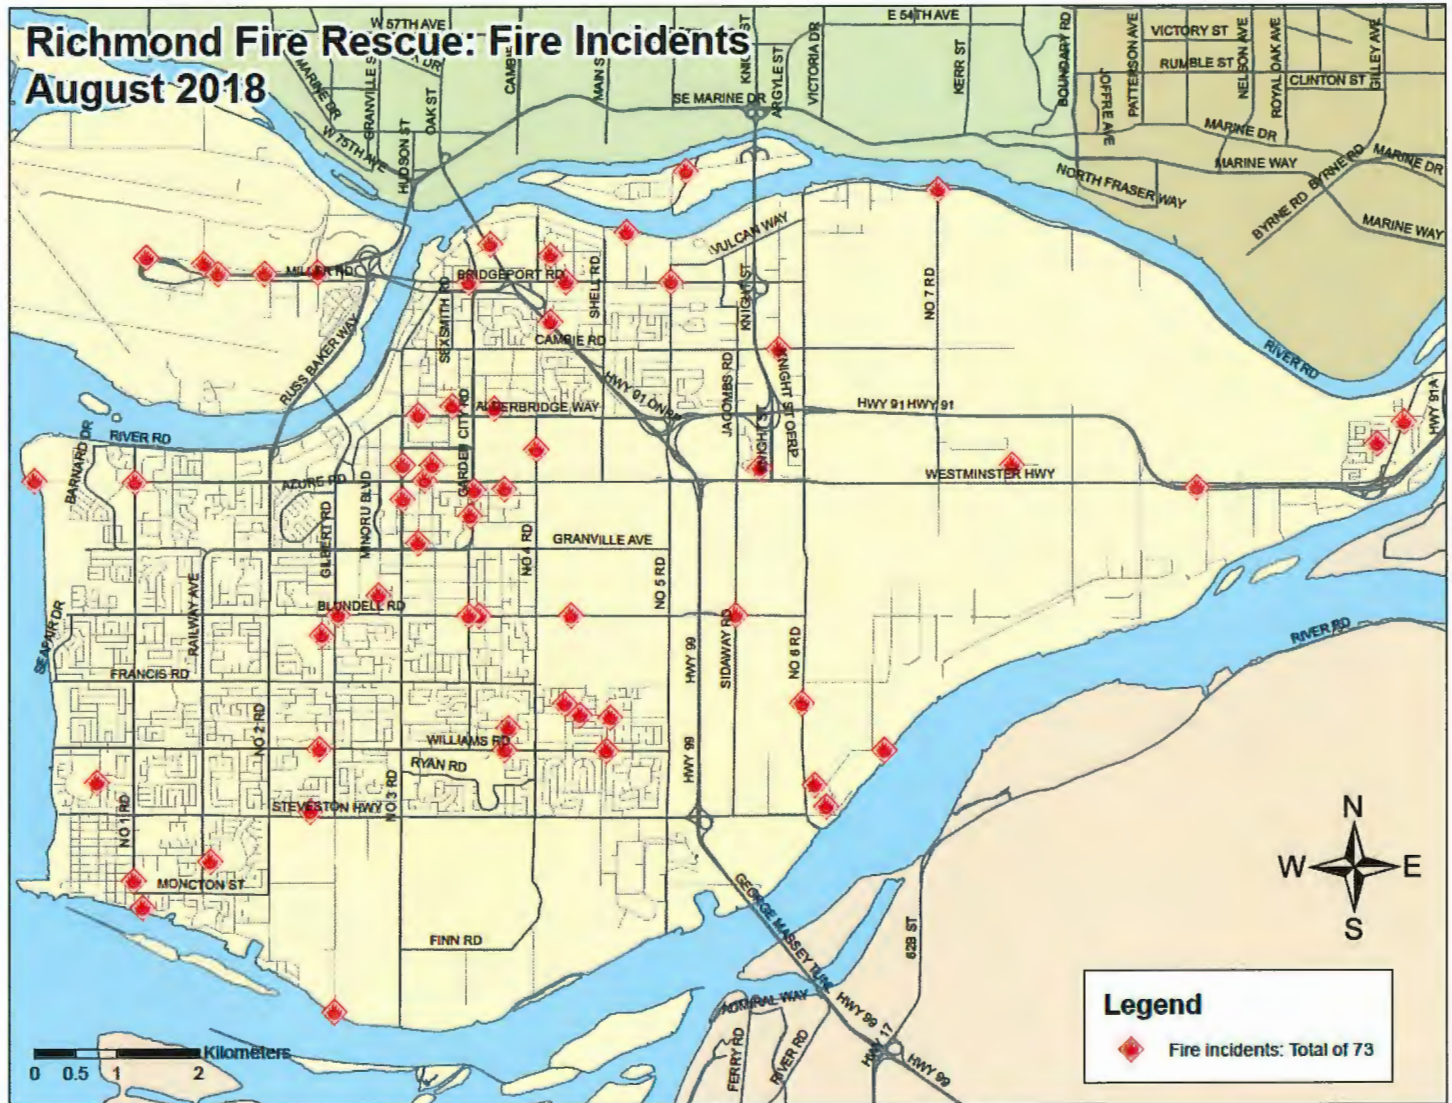 Richmond Fire Rescue: Fire Incidents
August 2018
W 57TH AVE
E 54TH AVE
VICTORY ST
RUMBLE ST
CLINTON ST
MARINE DR
GRANVILLE S
OAK ST
CAMBIE
MAIN S
KNIGHT ST
ARGYLE ST
VICTORIA DR
KERR ST
BOUNDARY RD
JOFFRE AVE
PATTERSON AVE
NELSON AVE
ROYAL OAK AVE
GILLEY AVE
SE MARINE DR
W 75TH AVE
HUDSON ST
MARINE DR
MARINE WAY
MARINE DR
NORTH FRASER WAY
BYRNE RD
BYRNE RD
MARINE WAY
VULCAN WAY
MILLER RD
BRIDGEPORT RD
SHELL RD
KNIGHT ST
NO 7 RD
SEXSMITH RD
CAMBIE RD
RIVER RD
RUSS BAKER WAY
JACOMBS RD
KNIGHT ST OFRP
HWY 91 ONRP
HWY 91 HWY 91
HWY 91A
ALDERBRIDGE WAY
GARDEN CITY RD
KNIGHT ST
RIVER RD
BARNARD DR
AZURE RD
MINORU BLVD
GILBERT RD
WESTMINSTER HWY
NO 4 RD
GRANVILLE AVE
NO 5 RD
RAILWAY AVE
BLUNDELL RD
SEAFAIR DR
HWY 99
SIDAWAY RD
NO 6 RD
RIVER RD
FRANCIS RD
NO 2 RD
WILLIAMS RD
RYAN RD
HWY 99
NO 3 RD
STEVESTON HWY
NO 1 RD
MONCTON ST
GEORGE MASSEY TUNL
FINN RD
62B ST
ADMIRAL WAY
HWY 99
FERRY RD
RIVER RD
HWY 17
HWY 99
N
W
E
S
Legend
Fire incidents: Total of 73
Kilometers
0 0.5 1 2